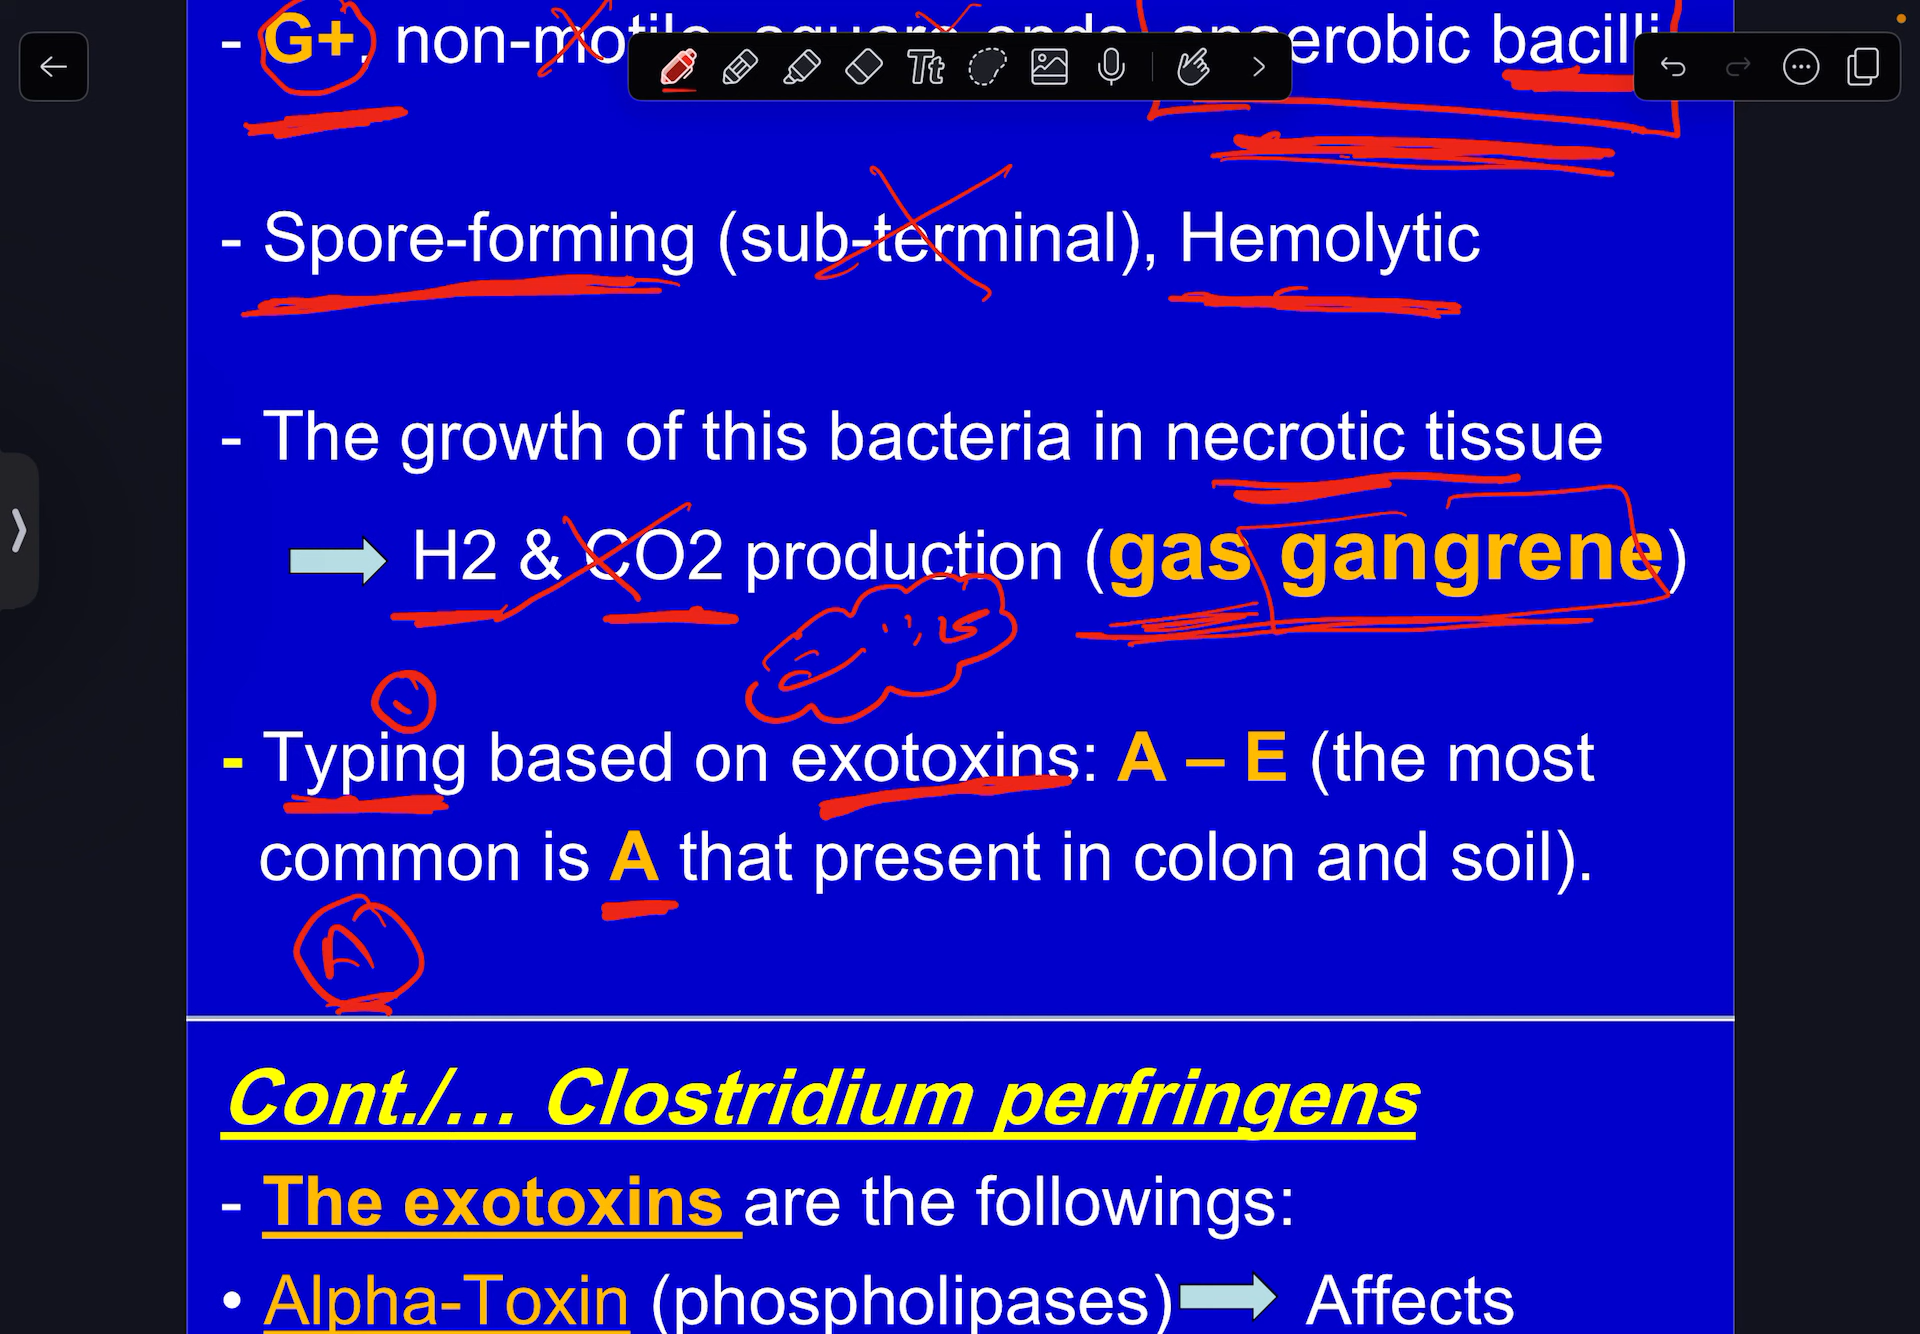 - G+, non-motile, square ends, anaerobic bacilli
Tt
- Spore-forming (sub-terminal), Hemolytic
- The growth of this bacteria in necrotic tissue
H2 & CO2 production (gas gangrene)
- Typing based on exotoxins: A – E (the most
common is A that present in colon and soil).
A
Cont./... Clostridium perfringens
- The exotoxins are the followings:
• Alpha-Toxin (phospholipases) Affects